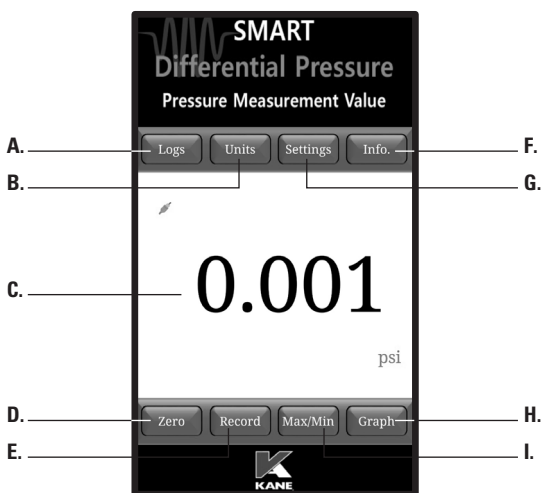 SMART
Differential Pressure
Pressure Measurement Value
A. Logs Units Settings Info. F.
B. G.
C. 0.001
psi
D. Zero Record Max/Min Graph H.
E. I.
KANE